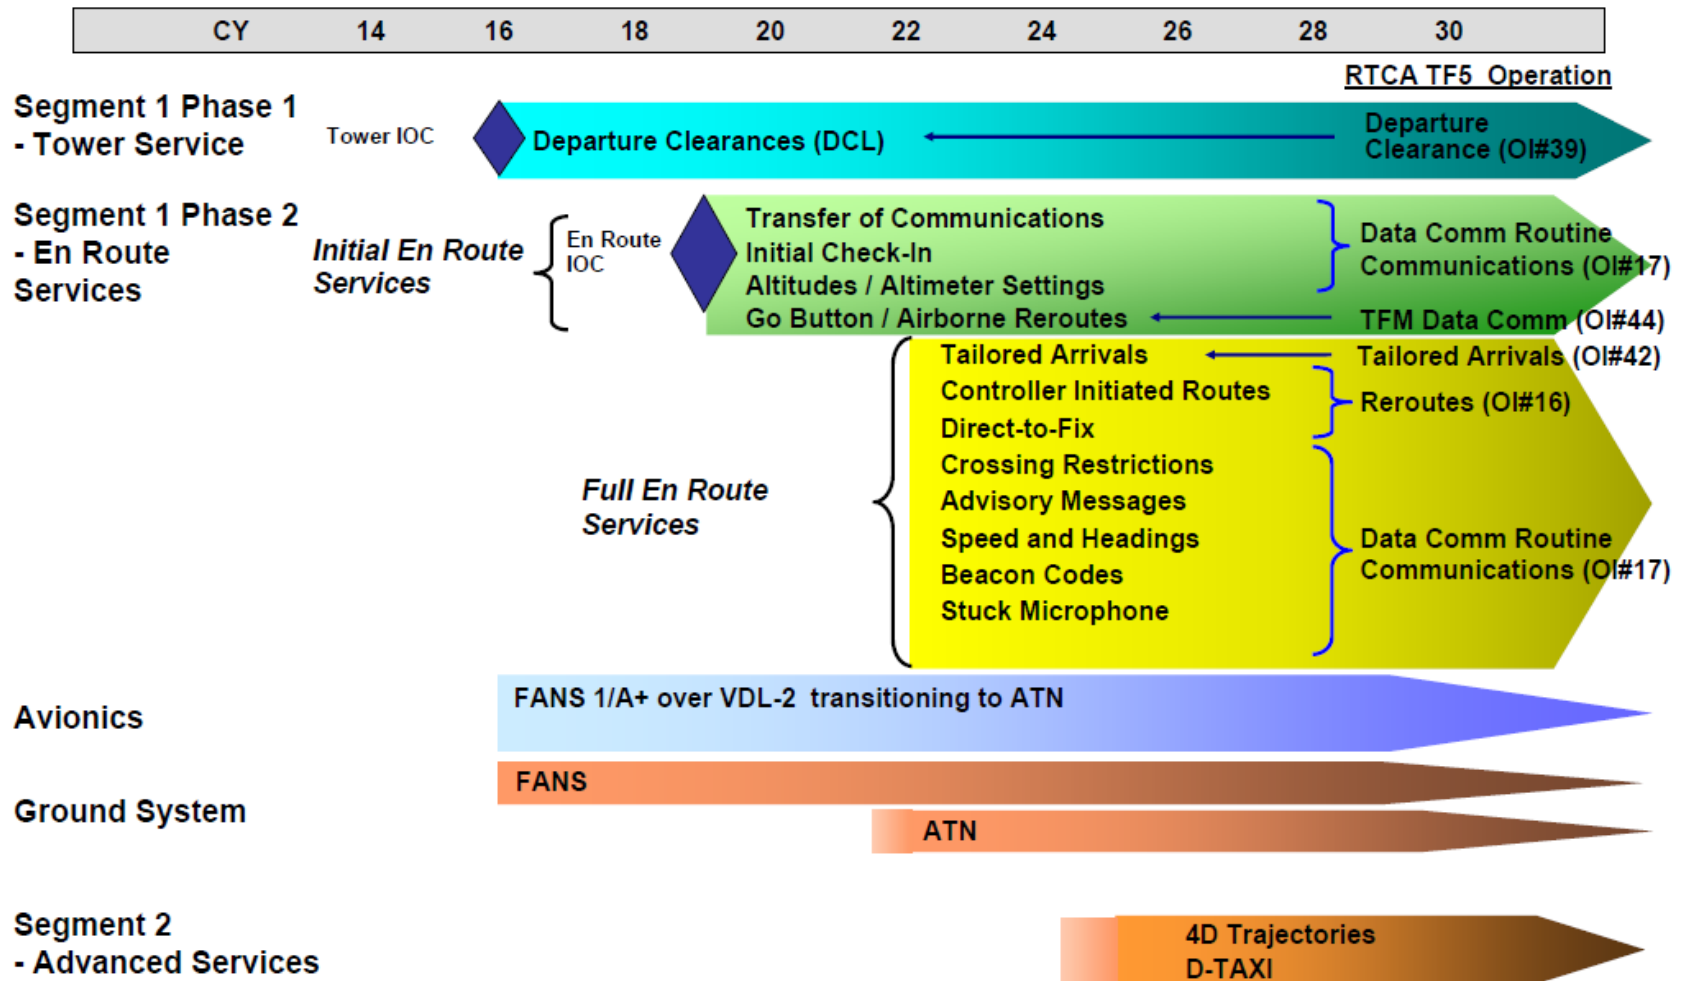 CY 14 16 18 20 22 24 26 28 30
RTCA TF5 Operation
Segment 1 Phase 1
- Tower Service
Tower IOC
Departure Clearances (DCL)
Departure
Clearance (OI#39)
Segment 1 Phase 2
- En Route
Services
Initial En Route
Services
En Route
IOC
Transfer of Communications
Initial Check-In
Altitudes / Altimeter Settings
Go Button / Airborne Reroutes
Data Comm Routine
Communications (OI#17)
TFM Data Comm (OI#44)
Full En Route
Services
Tailored Arrivals
Controller Initiated Routes
Direct-to-Fix
Crossing Restrictions
Advisory Messages
Speed and Headings
Beacon Codes
Stuck Microphone
Tailored Arrivals (OI#42)
Reroutes (OI#16)
Data Comm Routine
Communications (OI#17)
Avionics
FANS 1/A+ over VDL-2 transitioning to ATN
Ground System
FANS
ATN
Segment 2
- Advanced Services
4D Trajectories
D-TAXI